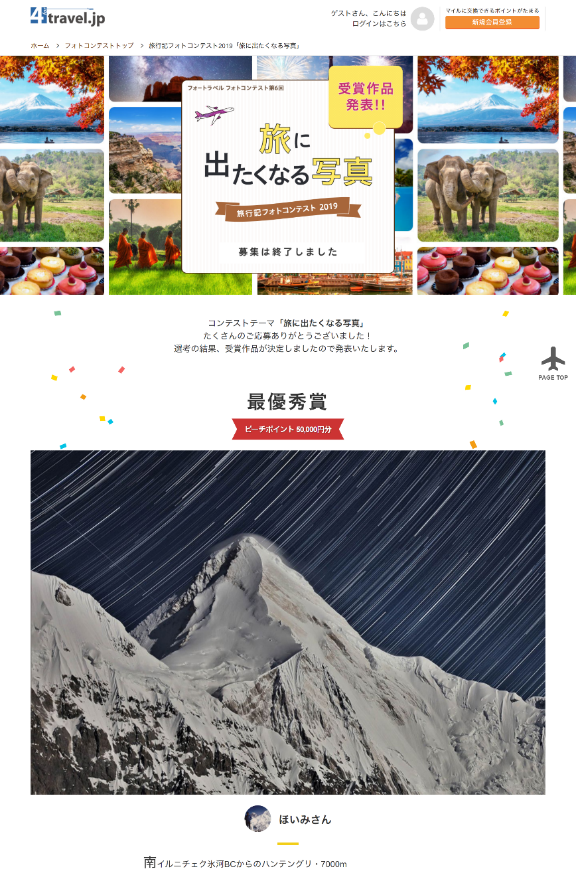 4travel.jp
ゲストさん、こんにちは
ログインはこちら
マイルに交換できるポイントがたまる
新規会員登録
ホーム > フォトコンテストトップ > 旅行記フォトコンテスト2019「旅に出たくなる写真」
フォートラベル フォトコンテスト第6回
受賞作品
発表!!
旅に
出たくなる写真
旅行記フォトコンテスト 2019
募集は終了しました
コンテストテーマ「旅に出たくなる写真」
たくさんのご応募ありがとうございました！
選考の結果、受賞作品が決定しましたので発表いたします。
PAGE TOP
最優秀賞
ピーチポイント 50,000円分
ほいみさん
南イルニチェク氷河BCからのハンテングリ・7000m